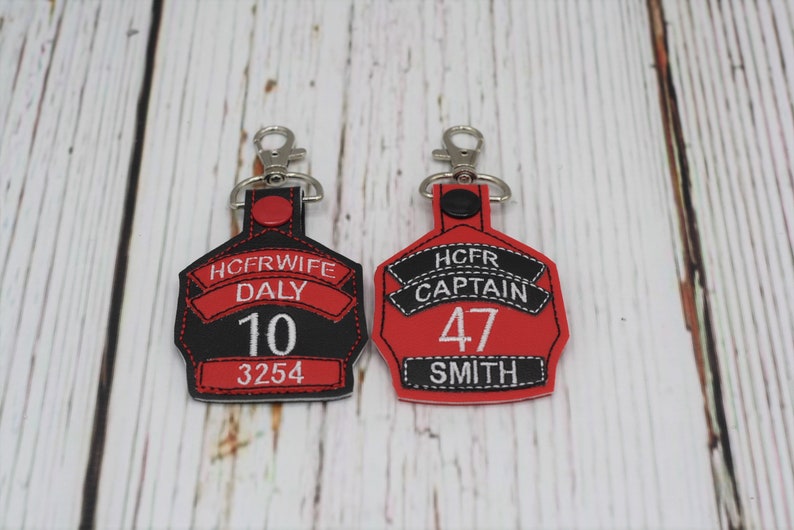 HCFRWIFE
DALY
10
3254
HCFR
CAPTAIN
47
SMITH